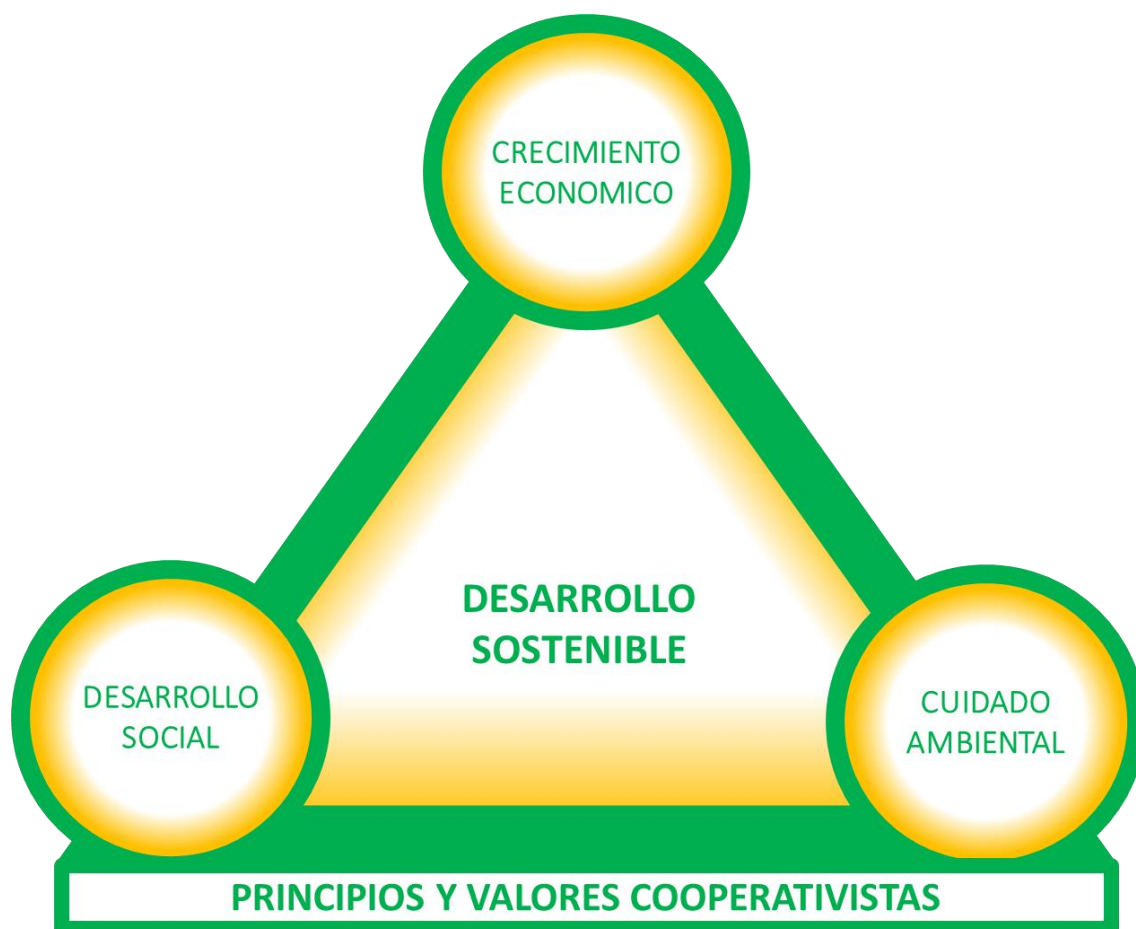 CRECIMIENTO
ECONOMICO
DESARROLLO
SOSTENIBLE
DESARROLLO
SOCIAL
CUIDADO
AMBIENTAL
PRINCIPIOS Y VALORES COOPERATIVISTAS